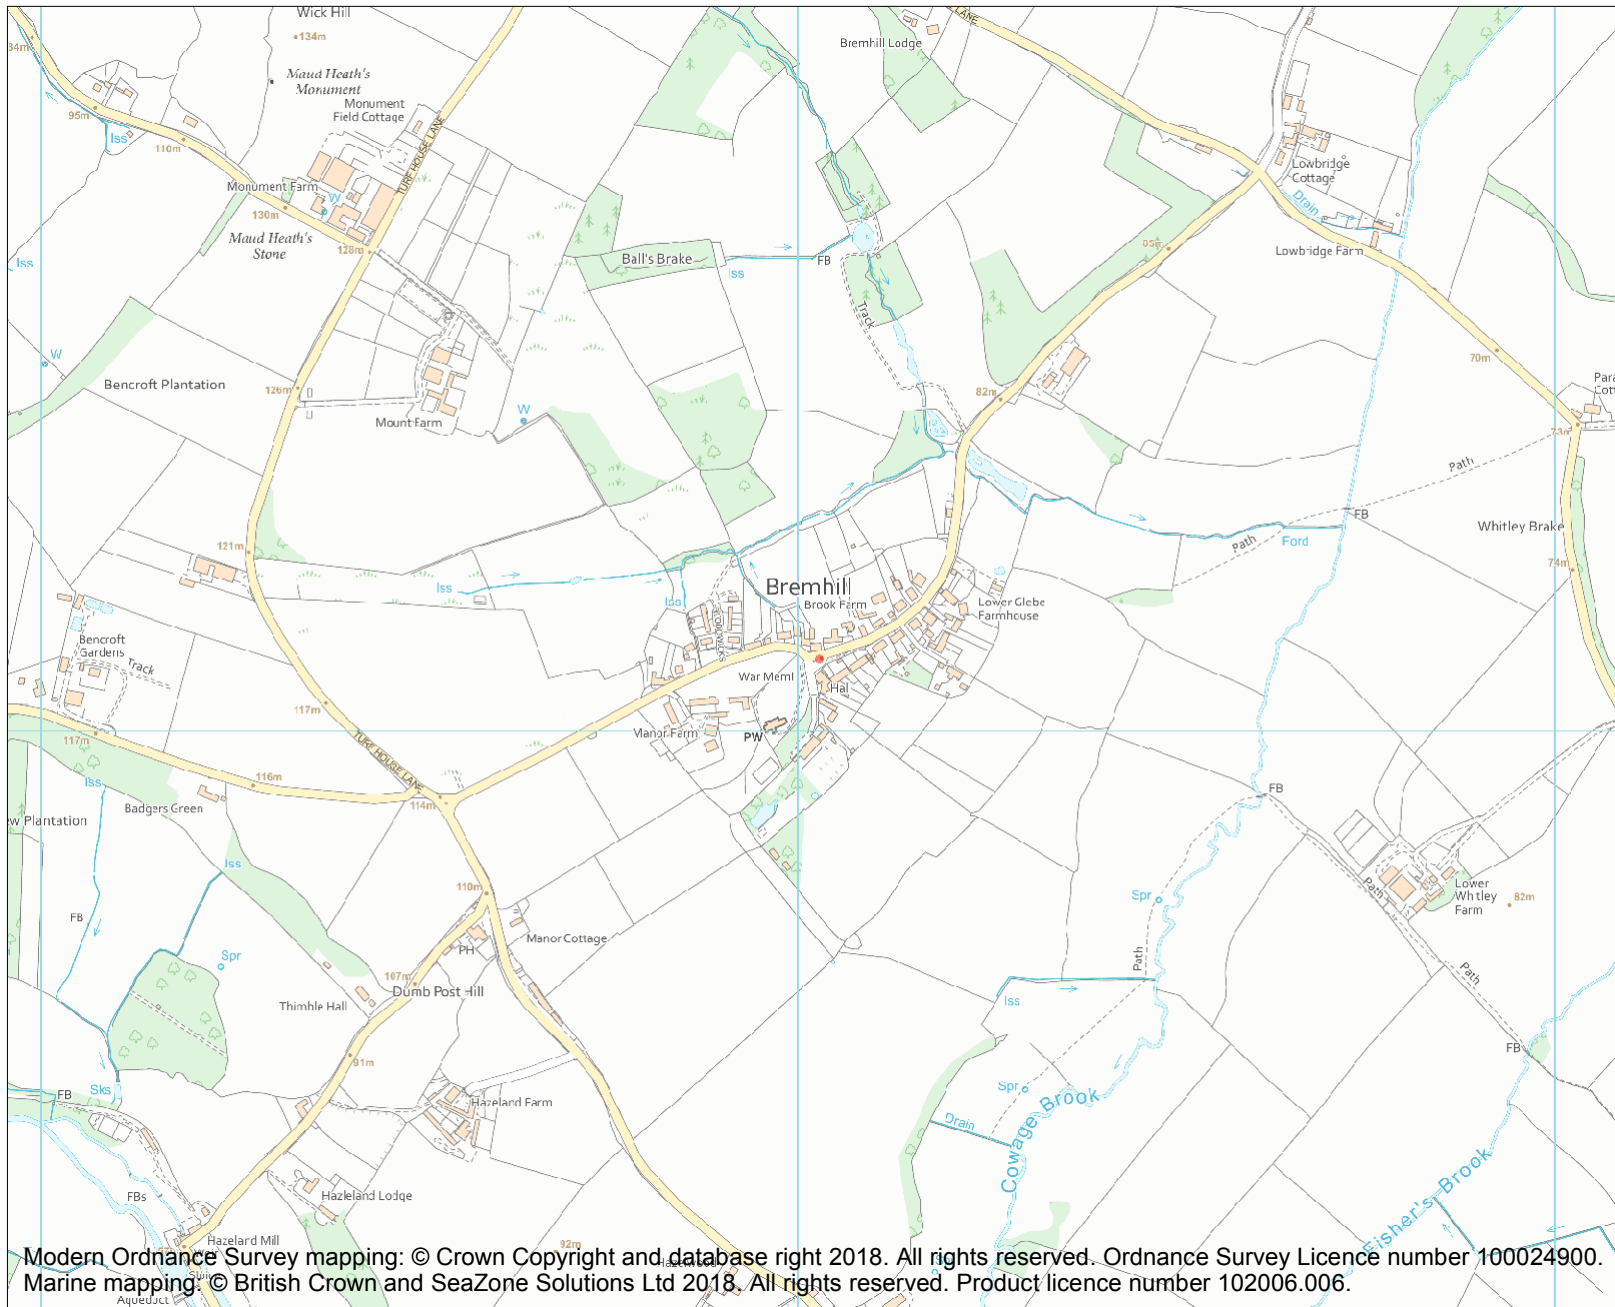 Wick Hill
LANE
134m
84m
Bremhill Lodge
Maud Heath's
Monument
Monument
Field Cottage
95m
Iss
110m
TURF HOUSE LANE
Lowbridge
Cottage
Monument Farm
W
Drain
130m
Maud Heath's
Stone
128m
85m
Lowbridge Farm
Ball's Brake
FB
Iss
Iss
Track
W
70m
Bencroft Plantation
126m
82m
Mount Farm
W
73m
Path
FB
Whitley Brake
121m
Path
Ford
74m
Iss
Bremhill
Iss
Brook Farm
Lower Glebe
Farmhouse
Bencroft
Gardens
Track
War Meml
Hal
117m
Manor Farm
PW
117m
TURF HOUSE LANE
116m
Iss
FB
Badgers Green
114m
ew Plantation
Iss
110m
Path
Lower
Whitley
Farm
82m
Spr
FB
Manor Cottage
PH
Spr
Path
107m
Path
Dumb Post Hill
Thimble Hall
Iss
91m
FB
FB
Sks
Spr
Hazeland Farm
Cowage Brook
Drain
Fisher's Brook
FBs
Hazleland Lodge
Hazeland Mill
92m
Modern Ordnance Survey mapping: © Crown Copyright and database right 2018. All rights reserved. Ordnance Survey Licence number 100024900.
Marine mapping: © British Crown and SeaZone Solutions Ltd 2018. All rights reserved. Product licence number 102006.006.
Aqueduct